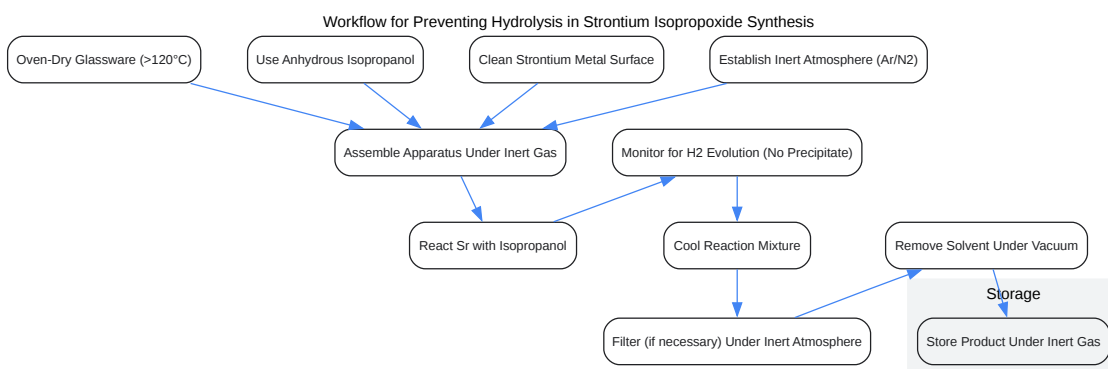 Workflow for Preventing Hydrolysis in Strontium Isopropoxide Synthesis
Oven-Dry Glassware (>120°C)
Use Anhydrous Isopropanol
Clean Strontium Metal Surface
Establish Inert Atmosphere (Ar/N2)
Assemble Apparatus Under Inert Gas
Monitor for H2 Evolution (No Precipitate)
React Sr with Isopropanol
Cool Reaction Mixture
Remove Solvent Under Vacuum
Storage
Filter (if necessary) Under Inert Atmosphere
Store Product Under Inert Gas